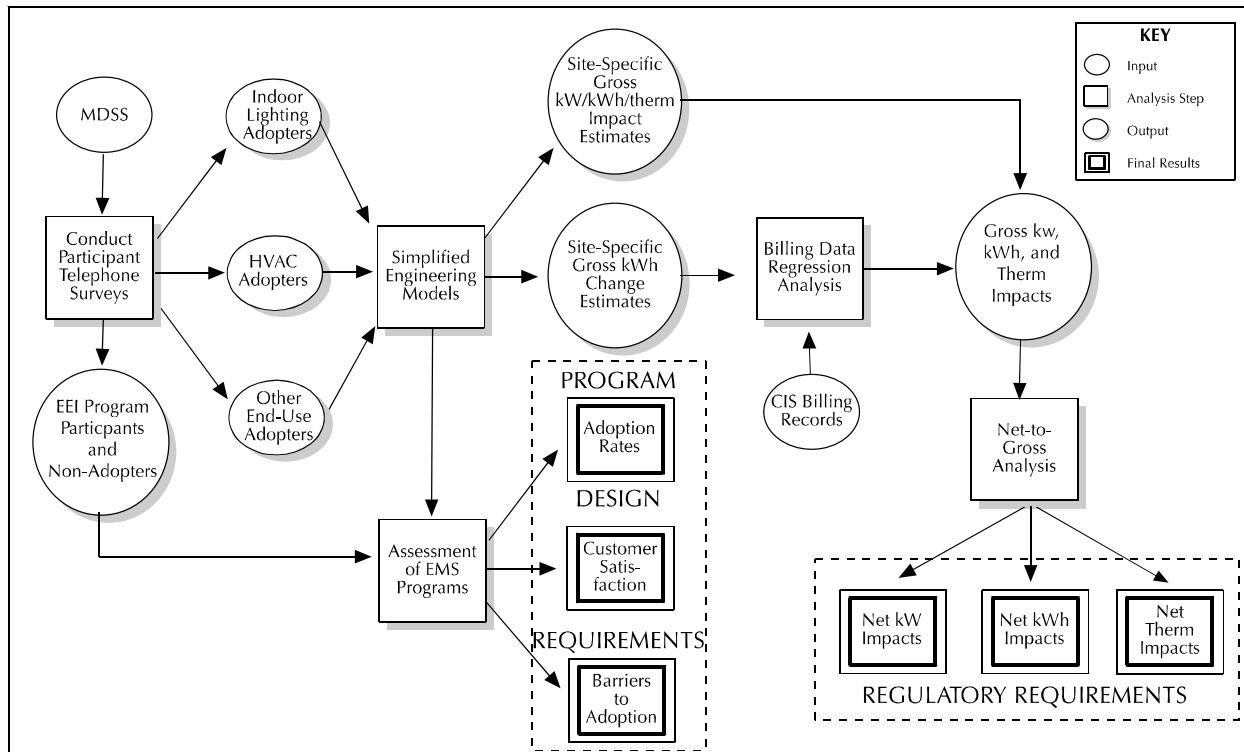 KEY
Input
Analysis Step
Output
Final Results
MDSS
Indoor
Lighting
Adopters
Site-Specific
Gross
kW/kWh/therm
Impact
Estimates
Conduct
Participant
Telephone
Surveys
HVAC
Adopters
Simplified
Engineering
Models
Site-Specific
Gross kWh
Change
Estimates
Billing Data
Regression
Analysis
Gross kw,
kWh, and
Therm
Impacts
EEI Program
Particpants
and
Non-Adopters
Other
End-Use
Adopters
CIS Billing
Records
Net-to-
Gross
Analysis
PROGRAM
Adoption
Rates
DESIGN
Assessment
of EMS
Programs
Customer
Satis-
faction
REQUIREMENTS
Barriers
to
Adoption
Net kW
Impacts
Net kWh
Impacts
Net
Therm
Impacts
REGULATORY REQUIREMENTS